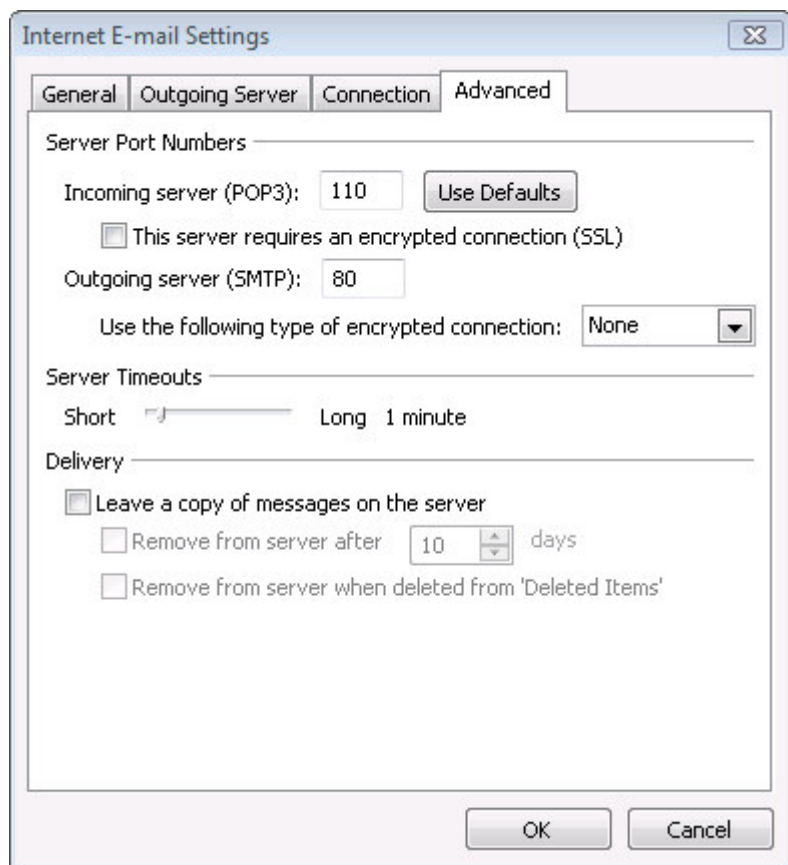 Internet E-mail Settings
General Outgoing Server Connection Advanced
Server Port Numbers
Incoming server (POP3): 110 Use Defaults
This server requires an encrypted connection (SSL)
Outgoing server (SMTP): 80
Use the following type of encrypted connection: None
Server Timeouts
Short Long 1 minute
Delivery
Leave a copy of messages on the server
Remove from server after 10 days
Remove from server when deleted from 'Deleted Items'
OK Cancel